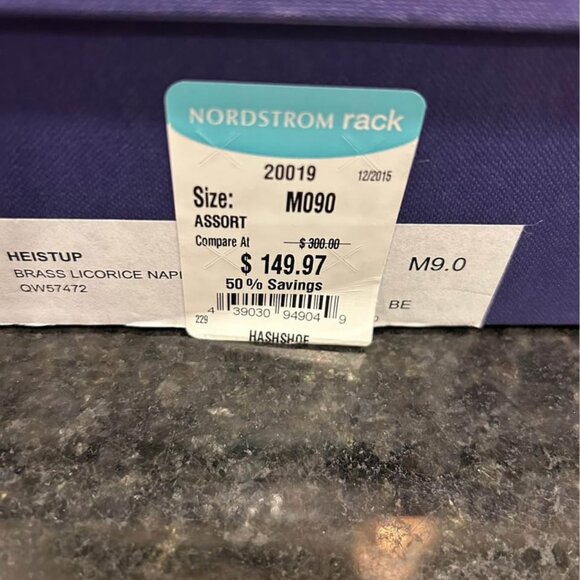 NORDSTROM rack
20019 12/2015
Size: M090
ASSORT
Compare At $ 300.00
$ 149.97
50% Savings
4 39030 94904 9
229
HASHSHOE
HEISTUP
BRASS LICORICE NAP
QW57472
M9.0
BE